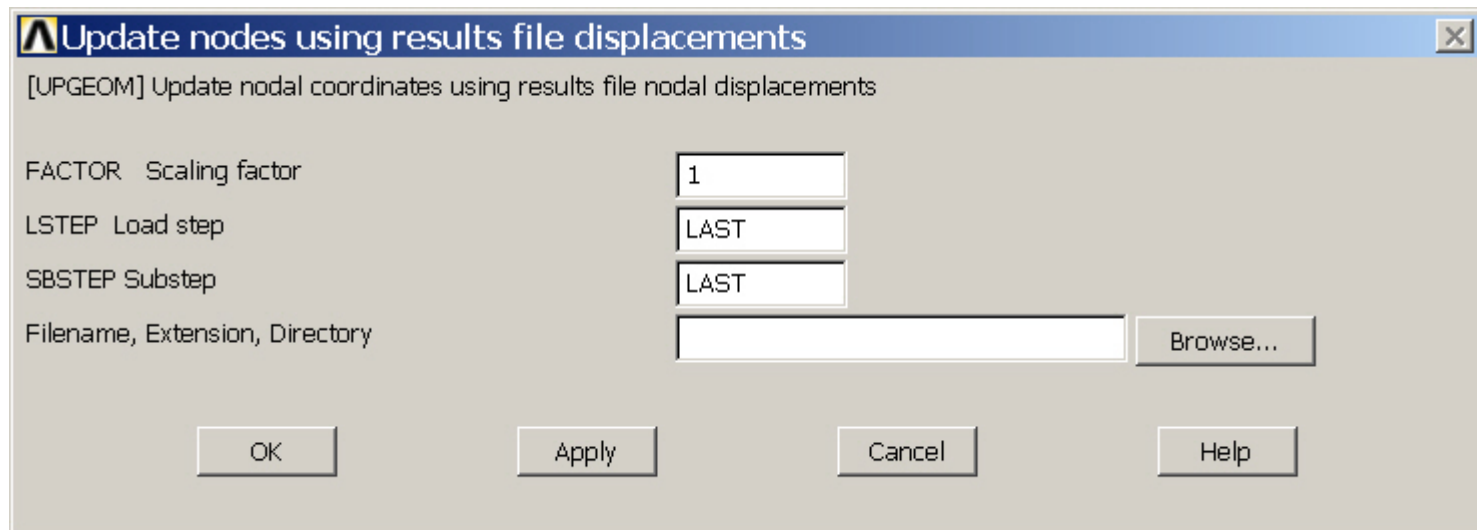 Update nodes using results file displacements
[UPGEOM] Update nodal coordinates using results file nodal displacements
FACTOR Scaling factor 1
LSTEP Load step LAST
SBSTEP Substep LAST
Filename, Extension, Directory Browse...
OK Apply Cancel Help